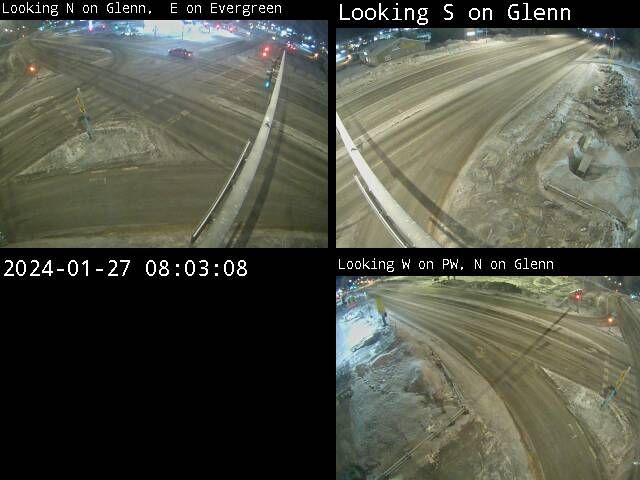 Looking N on Glenn, E on Evergreen
Looking S on Glenn
2024-01-27 08:03:08
Looking W on PW, N on Glenn